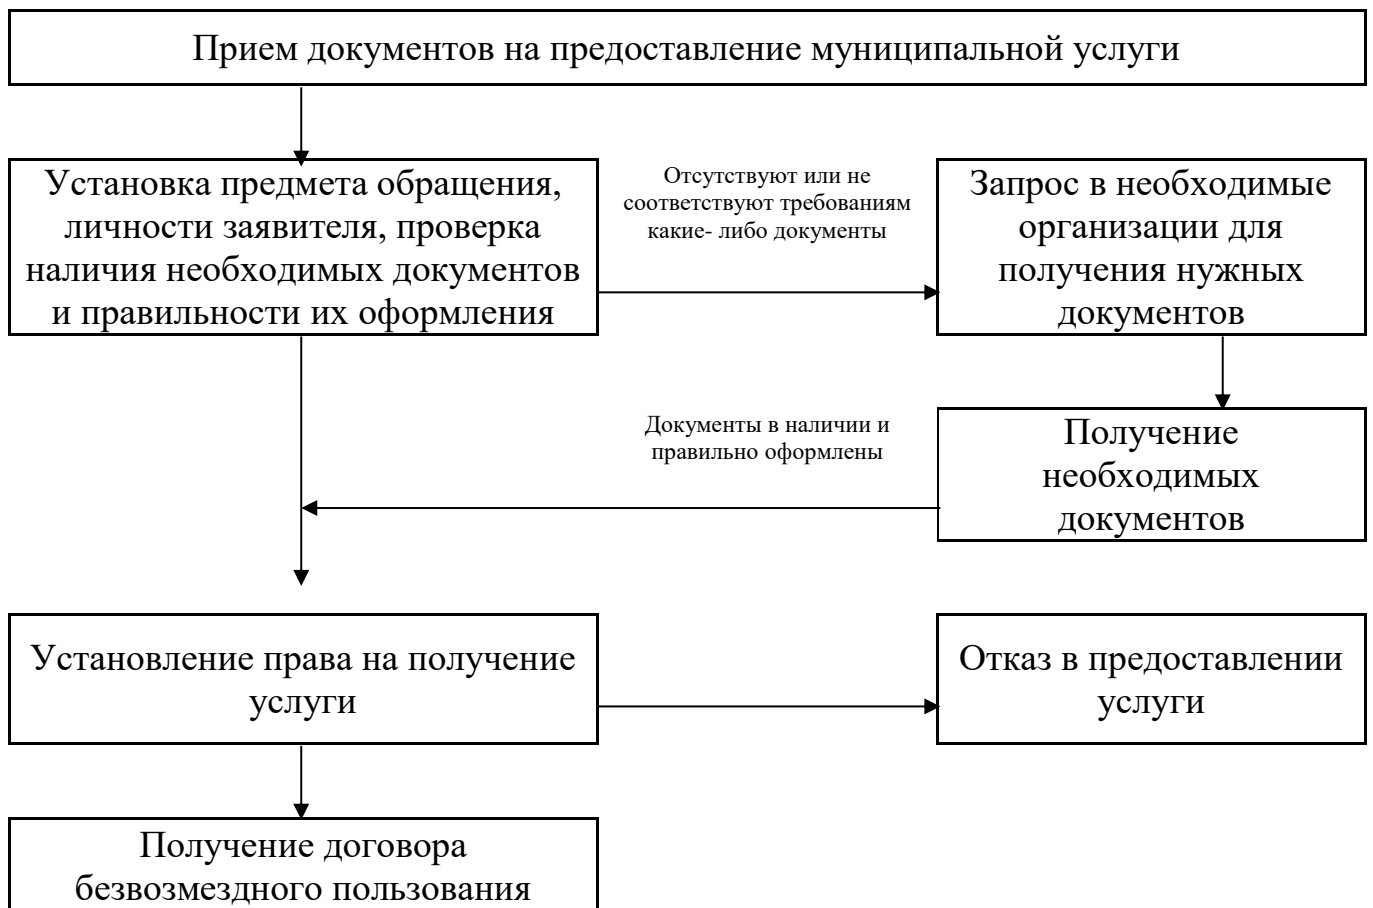 Прием документов на предоставление муниципальной услуги
Установка предмета обращения,
личности заявителя, проверка
наличия необходимых документов
и правильности их оформления
Отсутствуют или не
соответствуют требованиям
какие- либо документы
Запрос в необходимые
организации для
получения нужных
документов
Документы в наличии и
правильно оформлены
Получение
необходимых
документов
Установление права на получение
услуги
Отказ в предоставлении
услуги
Получение договора
безвозмездного пользования